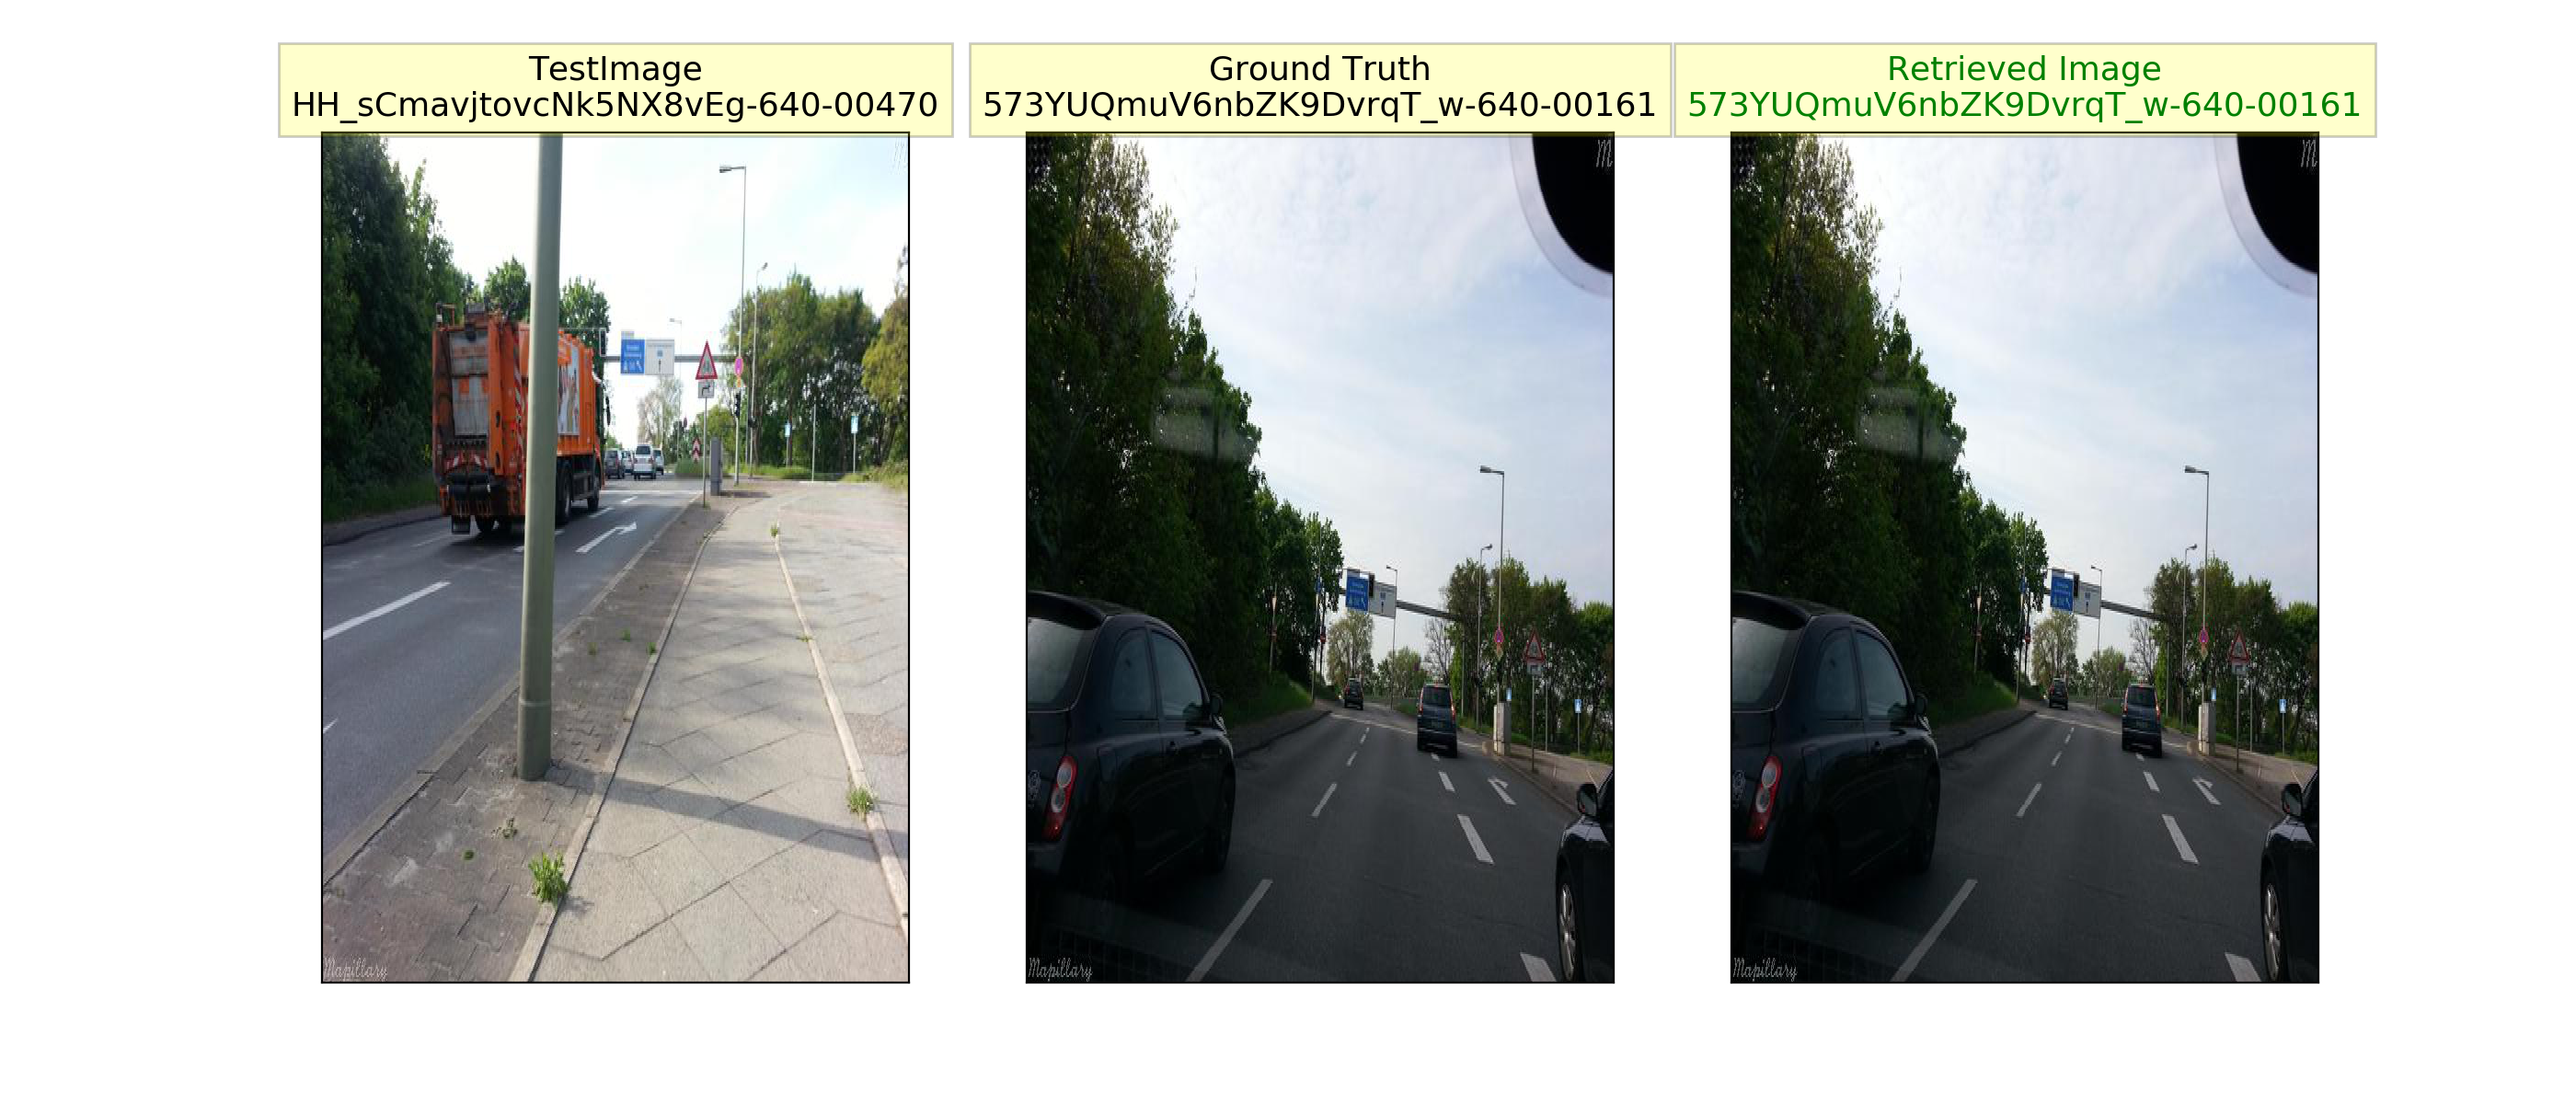 TestImage
HH_sCmavjtovcNk5NX8vEg-640-00470
Ground Truth
573YUQmuV6nbZK9DvrqT_w-640-00161
Retrieved Image
573YUQmuV6nbZK9DvrqT_w-640-00161
M
M
Mapillary
Mapillary
Mapillary